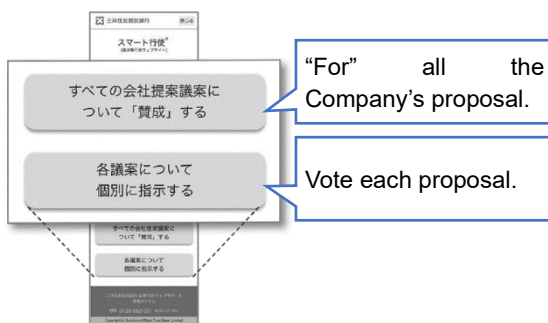 三井住友信託銀行 閉じる
スマート行使®
すべての会社提案議案に
ついて「賛成」する
各議案について
個別に指示する
“For” all the
Company’s proposal.
Vote each proposal.
すべての会社提案議案に
ついて「賛成」する
各議案について
個別に指示する